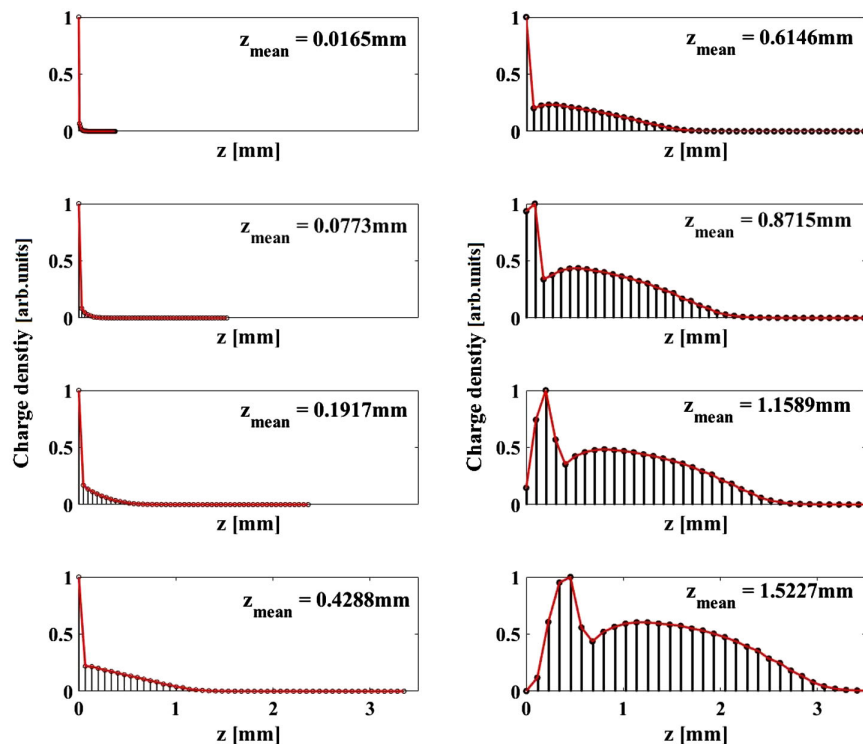 1
z_mean = 0.0165mm
0.5
0
z [mm]
1
z_mean = 0.0773mm
0.5
0
z [mm]
1
z_mean = 0.1917mm
0.5
0
z [mm]
1
z_mean = 0.4288mm
0.5
0
0 1 2 3
z [mm]
Charge denstiy [arb.units]
1
z_mean = 0.6146mm
0.5
0
z [mm]
1
z_mean = 0.8715mm
0.5
0
z [mm]
1
z_mean = 1.1589mm
0.5
0
z [mm]
1
z_mean = 1.5227mm
0.5
0
0 1 2 3
z [mm]
Charge denstiy [arb.units]